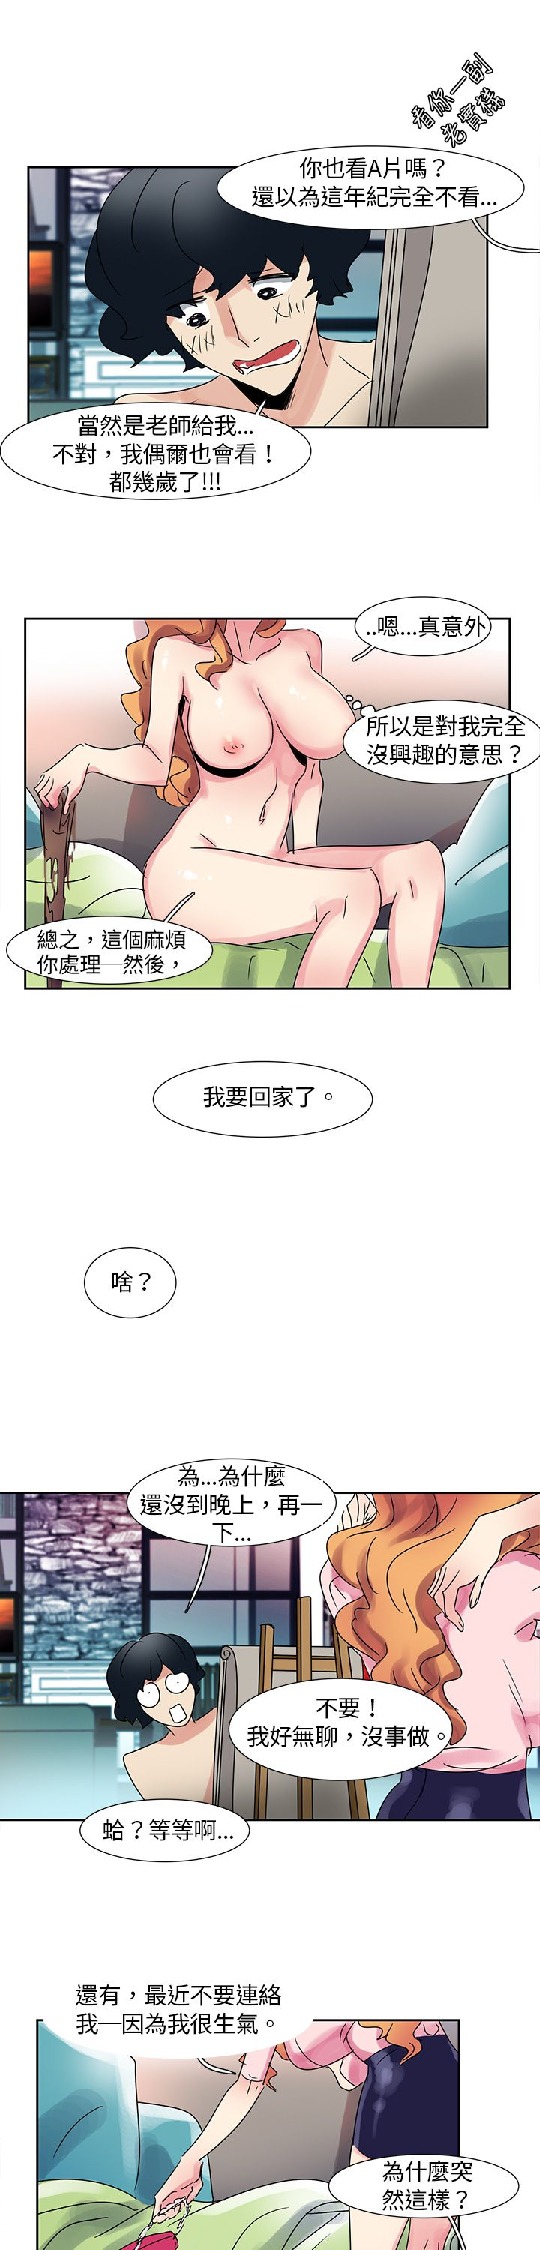 看你一副
老實樣
你也看A片嗎？
還以為這年紀完全不看...
當然是老師給我...
不對，我偶爾也會看！
都幾歲了!!!
..嗯...真意外
所以是對我完全
沒興趣的意思？
總之，這個麻煩
你處理─然後，
我要回家了。
啥？
為...為什麼
還沒到晚上，再一
下...
不要！
我好無聊，沒事做。
蛤？等等啊...
還有，最近不要連絡
我─因為我很生氣。
為什麼突
然這樣？